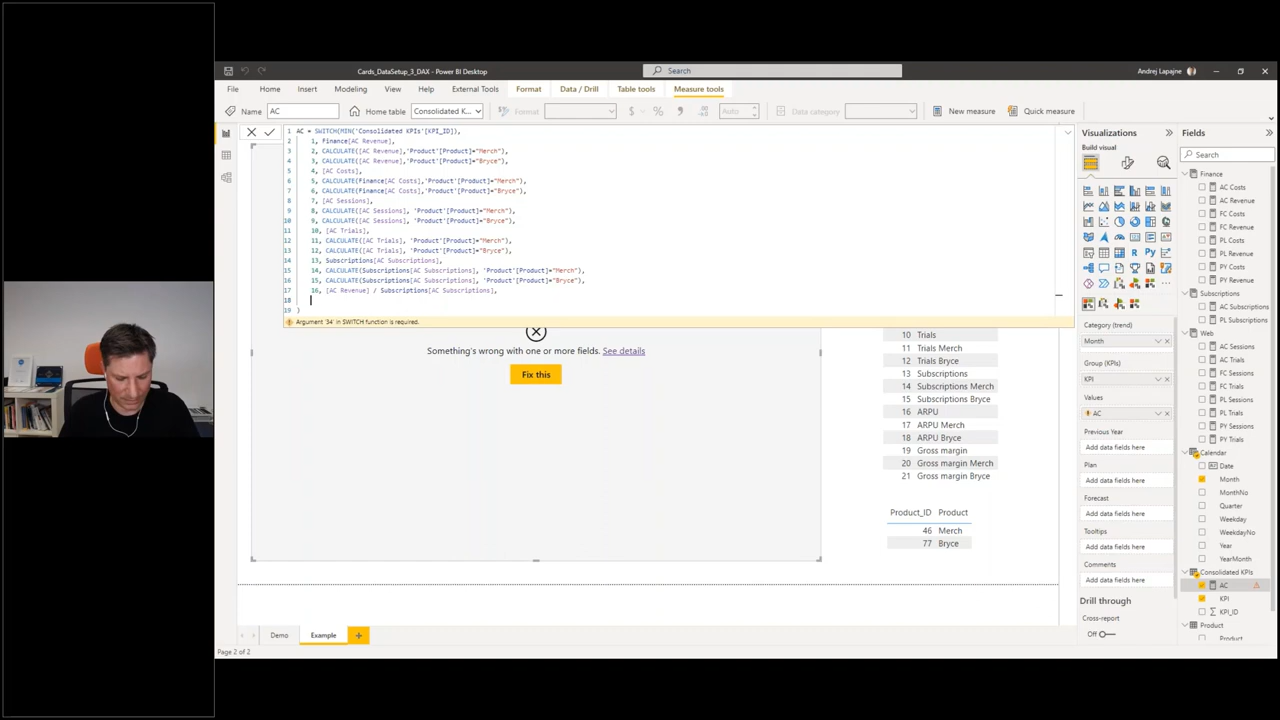 Cards_DataSetup_3_DAX - Power BI Desktop
Search
Andrej Lapajne
File Home Insert Modeling View Help External Tools Format Data / Drill Table tools Measure tools
Name AC Home table Consolidated KPIs Format $ % Auto Data category New measure Quick measure
1 AC = SWITCH(MIN('Consolidated KPIs'[KPI_ID]),
2 1, Finance[AC Revenue],
3 2, CALCULATE([AC Revenue],'Product'[Product]="Merch"),
4 3, CALCULATE([AC Revenue],'Product'[Product]="Bryce"),
5 4, [AC Costs],
6 5, CALCULATE(Finance[AC Costs],'Product'[Product]="Merch"),
7 6, CALCULATE(Finance[AC Costs],'Product'[Product]="Bryce"),
8 7, [AC Sessions],
9 8, CALCULATE([AC Sessions], 'Product'[Product]="Merch"),
10 9, CALCULATE([AC Sessions], 'Product'[Product]="Bryce"),
11 10, [AC Trials],
12 11, CALCULATE([AC Trials], 'Product'[Product]="Merch"),
13 12, CALCULATE([AC Trials], 'Product'[Product]="Bryce"),
14 13, Subscriptions[AC Subscriptions],
15 14, CALCULATE(Subscriptions[AC Subscriptions], 'Product'[Product]="Merch"),
16 15, CALCULATE(Subscriptions[AC Subscriptions], 'Product'[Product]="Bryce"),
17 16, [AC Revenue] / Subscriptions[AC Subscriptions],
18
19 )
Argument '34' in SWITCH function is required.
Something's wrong with one or more fields. See details
Fix this
10 Trials
11 Trials Merch
12 Trials Bryce
13 Subscriptions
14 Subscriptions Merch
15 Subscriptions Bryce
16 ARPU
17 ARPU Merch
18 ARPU Bryce
19 Gross margin
20 Gross margin Merch
21 Gross margin Bryce
Product_ID Product
46 Merch
77 Bryce
Visualizations
Build visual
Category (trend)
Month
Group (KPIs)
KPI
Values
AC
Previous Year
Add data fields here
Plan
Add data fields here
Forecast
Add data fields here
Tooltips
Add data fields here
Comments
Add data fields here
Drill through
Cross-report
Off
Fields
Search
Finance
AC Costs
AC Revenue
FC Costs
FC Revenue
PL Costs
PL Revenue
PY Costs
PY Revenue
Subscriptions
AC Subscriptions
PL Subscriptions
Web
AC Sessions
AC Trials
FC Sessions
FC Trials
PL Sessions
PL Trials
PY Sessions
PY Trials
Calendar
Date
Month
MonthNo
Quarter
Weekday
WeekdayNo
Year
YearMonth
Consolidated KPIs
AC
KPI
KPI_ID
Product
Product
Demo Example
Page 2 of 2